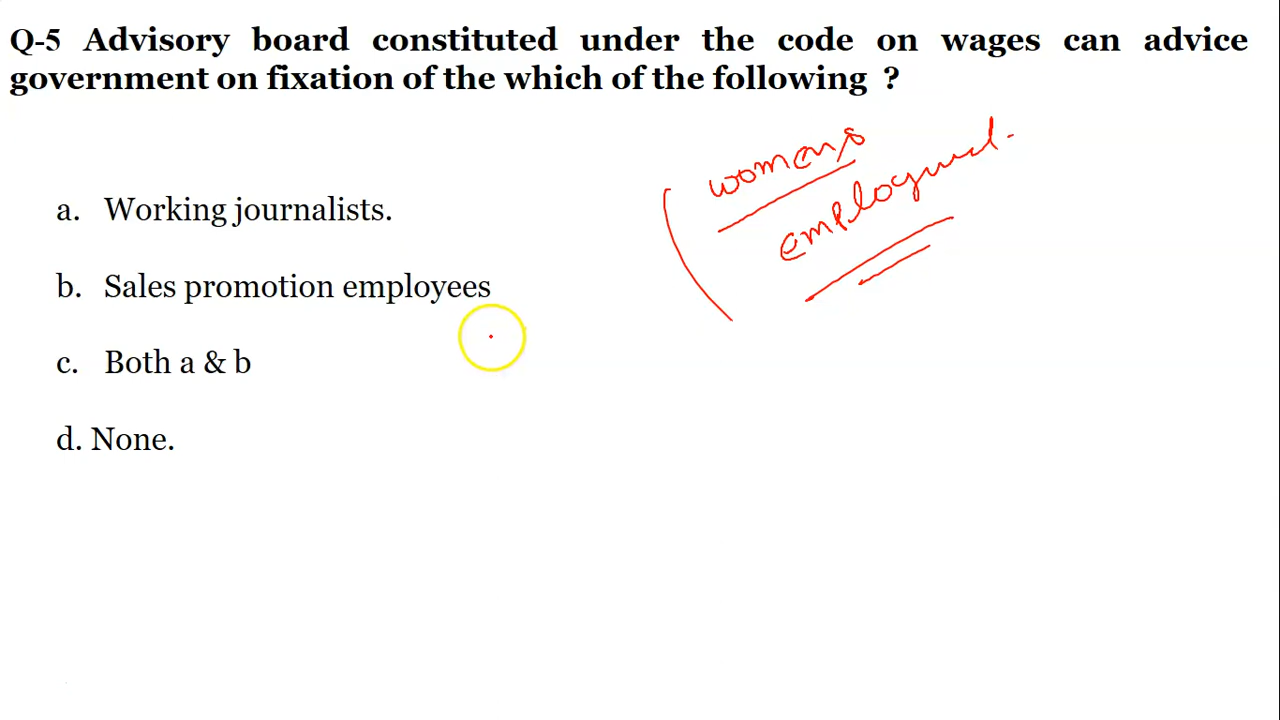 Q-5 Advisory board constituted under the code on wages can advice
government on fixation of the which of the following ?
womens
a. Working journalists.
b. Sales promotion employees
c. Both a & b
d. None.